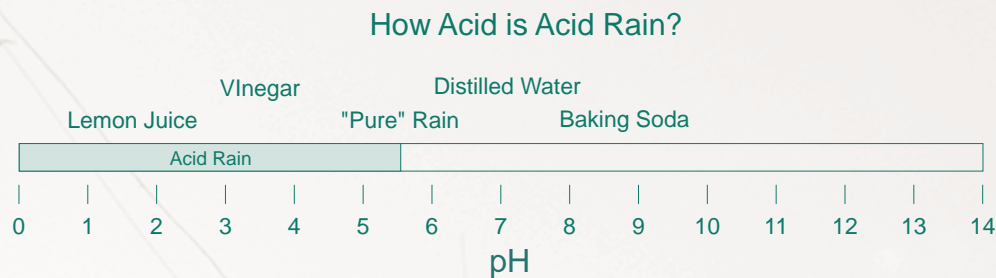 How Acid is Acid Rain?
VInegar Distilled Water
Lemon Juice "Pure" Rain Baking Soda
Acid Rain
0 1 2 3 4 5 6 7 8 9 10 11 12 13 14
pH